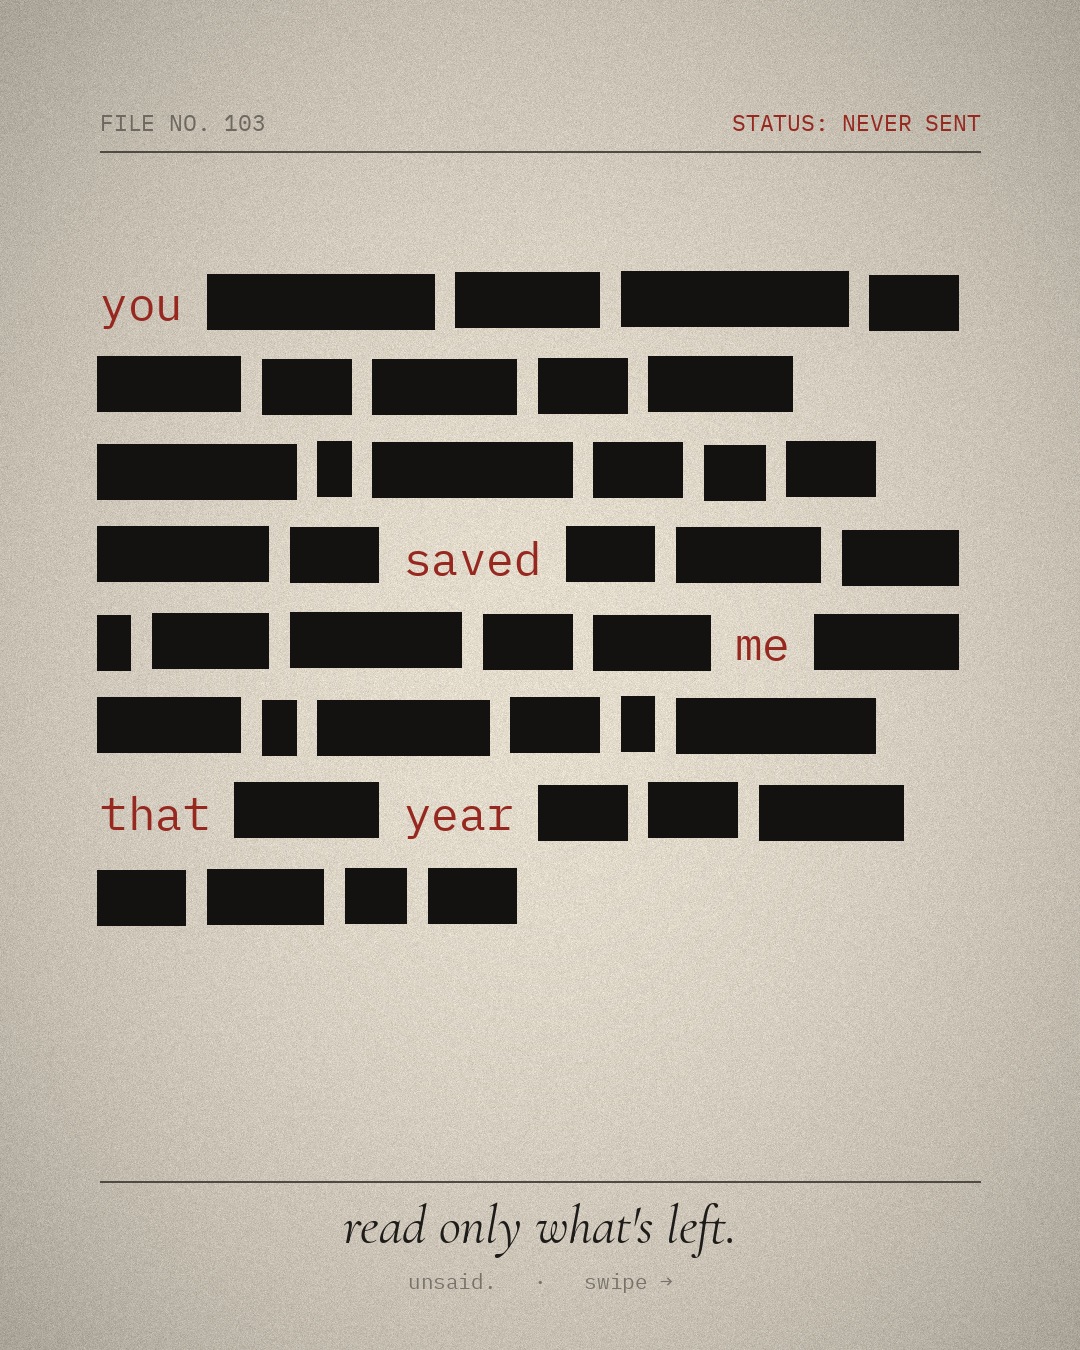 FILE NO. 103 STATUS: NEVER SENT
you
saved
me
that year
read only what's left.
unsaid. · swipe →